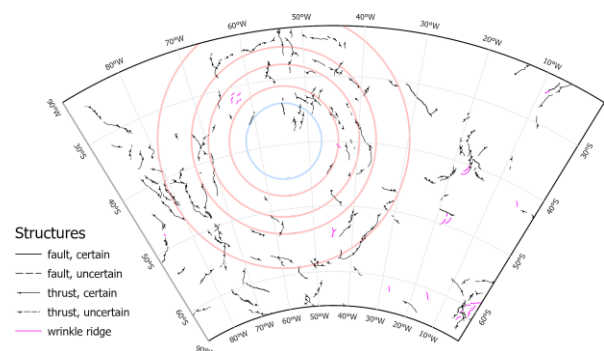 90°W
80°W
70°W
60°W
50°W
40°W
30°W
20°W
10°W
30°S
30°S
40°S
40°S
50°S
50°S
60°S
60°S
Structures
fault, certain
fault, uncertain
thrust, certain
thrust, uncertain
wrinkle ridge
80°W
70°W
60°W
50°W
40°W
30°W
20°W
10°W